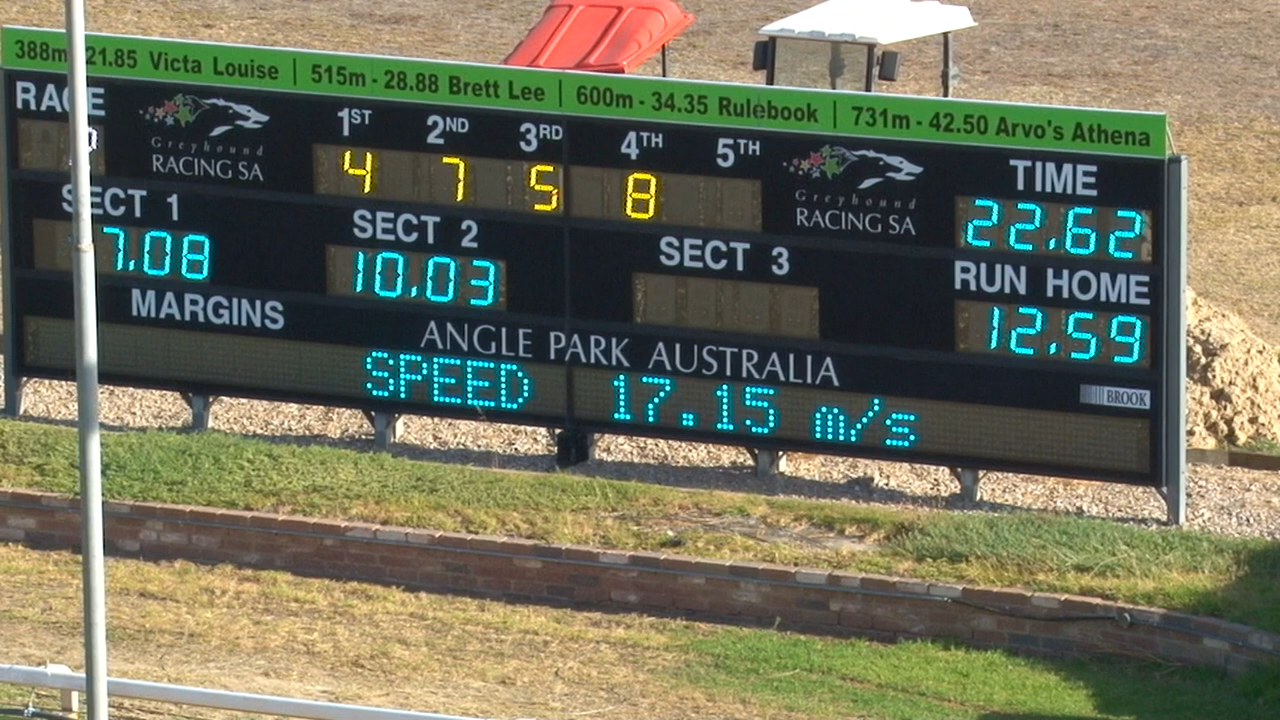 388m 21.85 Victa Louise | 515m - 28.88 Brett Lee | 600m - 34.35 Rulebook | 731m - 42.50 Arvo's Athena
RACE
Greyhound
RACING SA
1ST 2ND 3RD 4TH 5TH
4 7 5 8
Greyhound
RACING SA
TIME
22.62
SECT 1
7.08
SECT 2
10.03
SECT 3
RUN HOME
12.59
MARGINS
ANGLE PARK AUSTRALIA
SPEED 17.15 m/s
BROOK